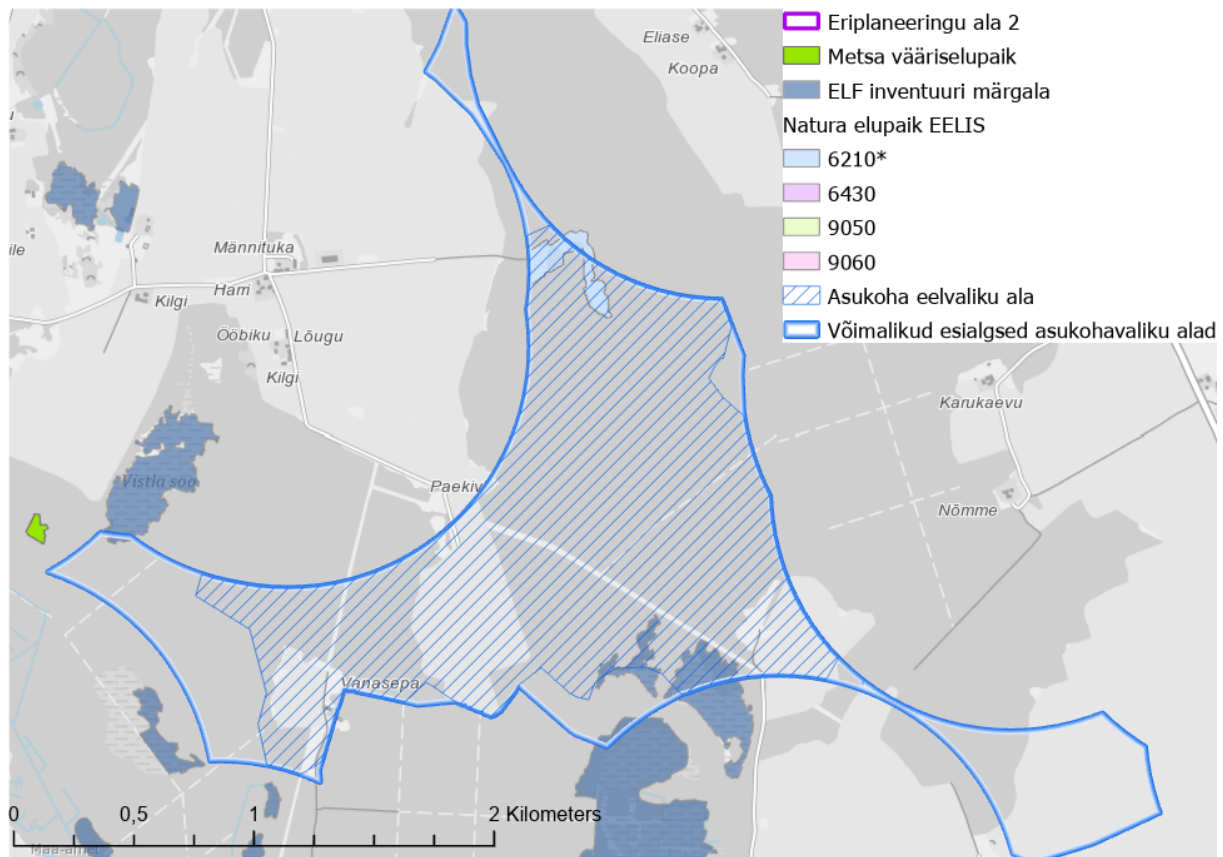 Eriplaneeringu ala 2
Metsa vääriselupaik
ELF inventuuri märgala
Natura elupaik EELIS
6210*
6430
9050
9060
Asukoha eelvaliku ala
Võimalikud esialgsed asukohavaliku alad
Eliase
Koopa
Männituka
Harri
Kilgi
Ööbiku
Lõugu
Kilgi
Karukaevu
Vistla soo
Paekiv
Nõmme
Vanasepa
0 0,5 1 2 Kilometers